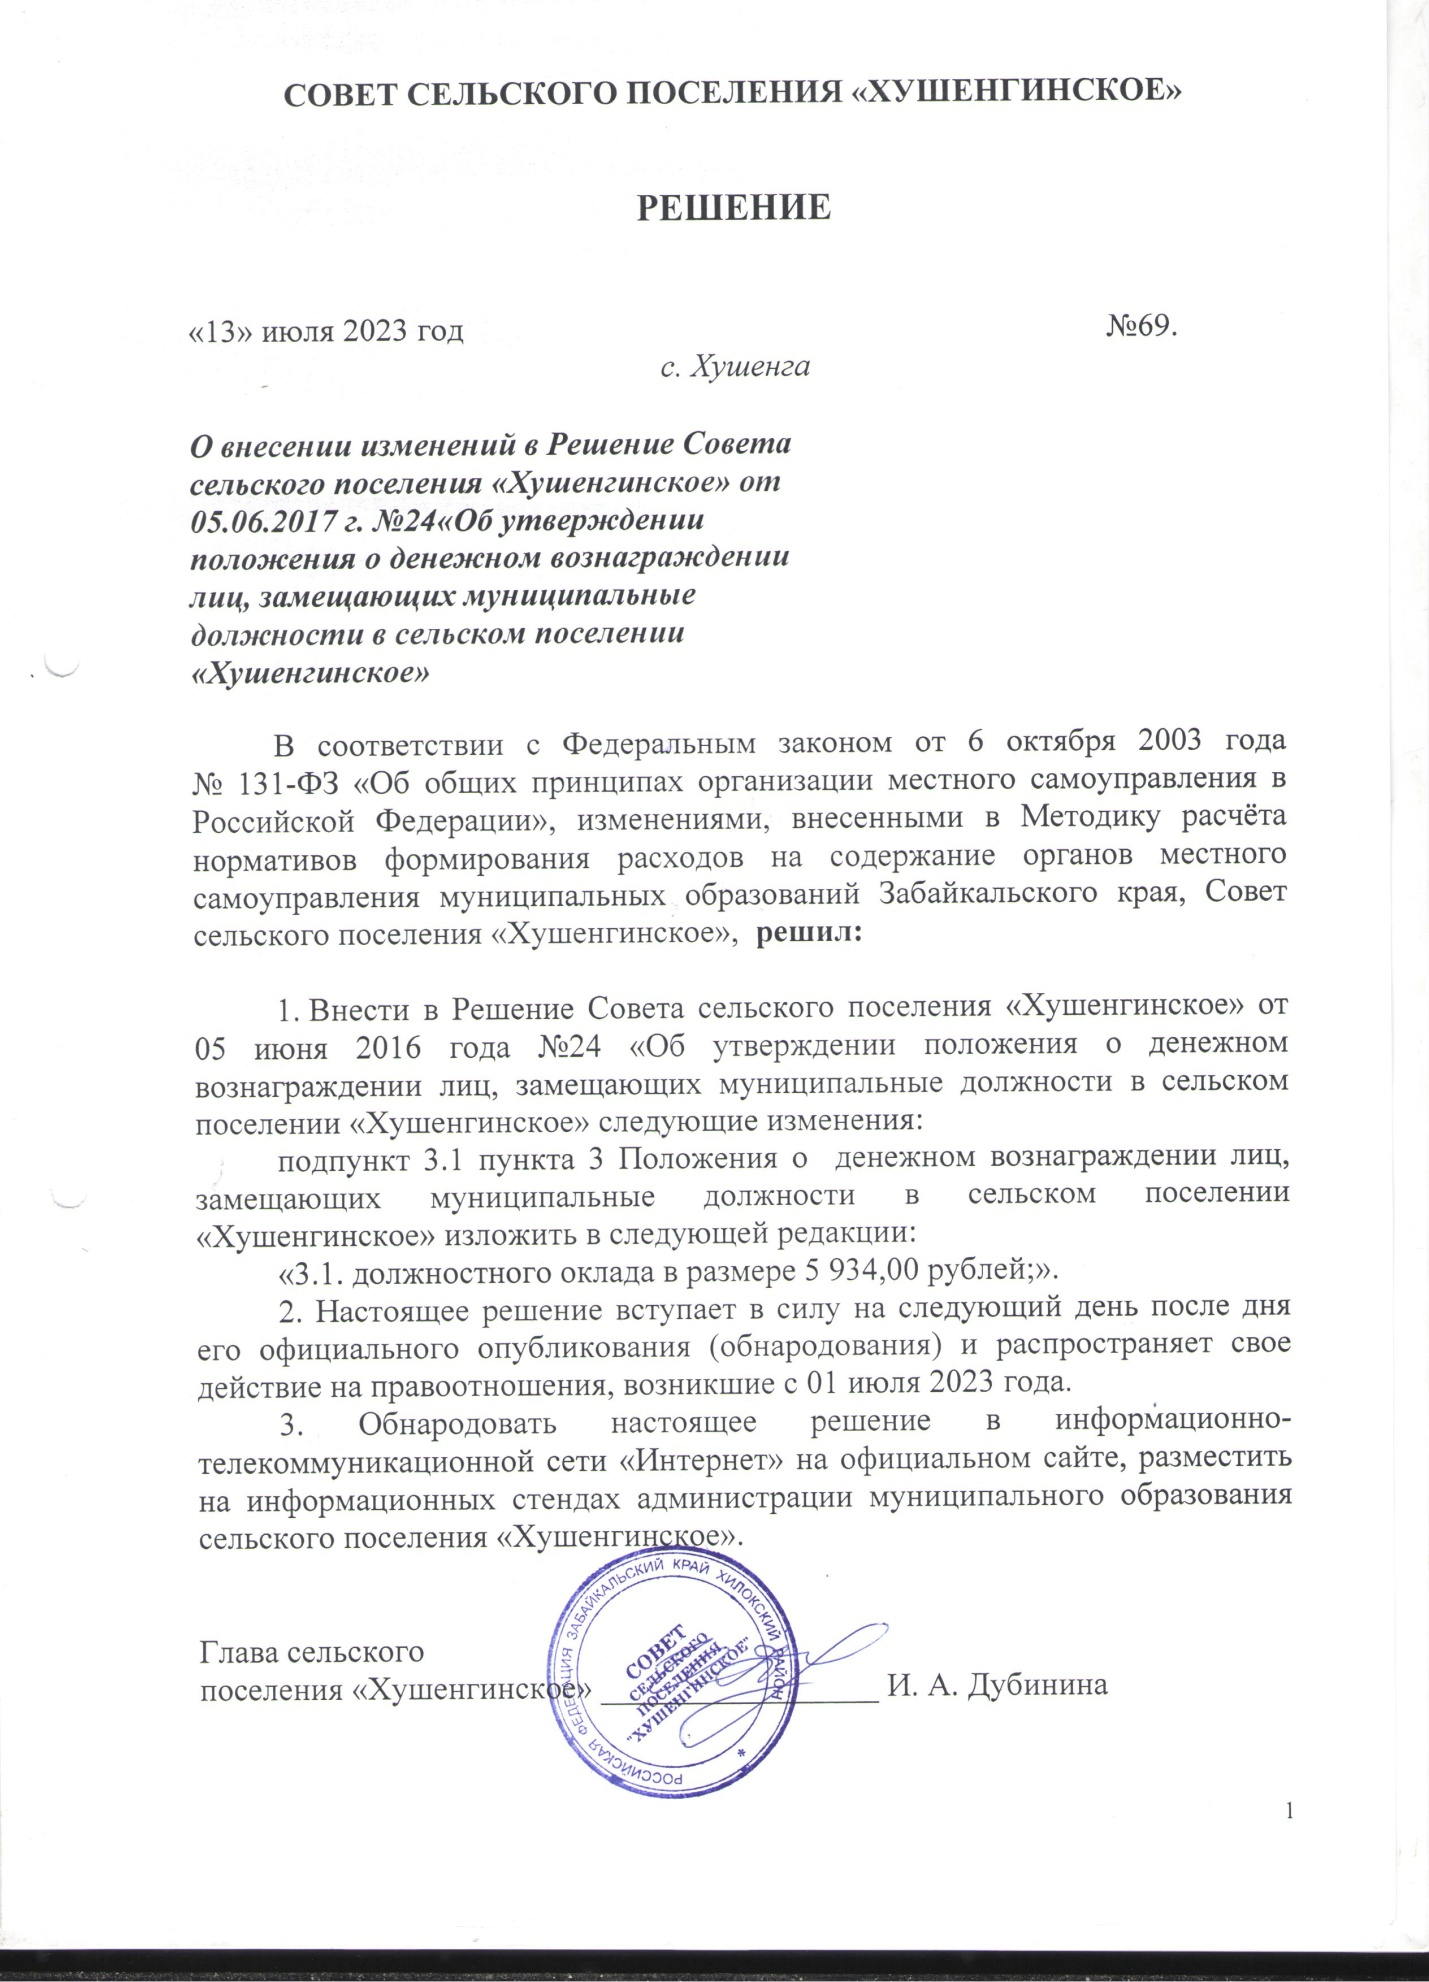 СОВЕТ СЕЛЬСКОГО ПОСЕЛЕНИЯ «ХУШЕНГИНСКОЕ»
РЕШЕНИЕ
«13» июля 2023 год №69.
с. Хушенга
О внесении изменений в Решение Совета
сельского поселения «Хушенгинское» от
05.06.2017 г. №24«Об утверждении
положения о денежном вознаграждении
лиц, замещающих муниципальные
должности в сельском поселении
«Хушенгинское»
В соответствии с Федеральным законом от 6 октября 2003 года
№ 131-ФЗ «Об общих принципах организации местного самоуправления в
Российской Федерации», изменениями, внесенными в Методику расчёта
нормативов формирования расходов на содержание органов местного
самоуправления муниципальных образований Забайкальского края, Совет
сельского поселения «Хушенгинское», решил:
1. Внести в Решение Совета сельского поселения «Хушенгинское» от
05 июня 2016 года №24 «Об утверждении положения о денежном
вознаграждении лиц, замещающих муниципальные должности в сельском
поселении «Хушенгинское» следующие изменения:
подпункт 3.1 пункта 3 Положения о денежном вознаграждении лиц,
замещающих муниципальные должности в сельском поселении
«Хушенгинское» изложить в следующей редакции:
«3.1. должностного оклада в размере 5 934,00 рублей;».
2. Настоящее решение вступает в силу на следующий день после дня
его официального опубликования (обнародования) и распространяет свое
действие на правоотношения, возникшие с 01 июля 2023 года.
3. Обнародовать настоящее решение в информационно-
телекоммуникационной сети «Интернет» на официальном сайте, разместить
на информационных стендах администрации муниципального образования
сельского поселения «Хушенгинское».
Глава сельского
поселения «Хушенгинское» ________________ И. А. Дубинина
РОССИЙСКАЯ ФЕДЕРАЦИЯ ЗАБАЙКАЛЬСКИЙ КРАЙ ХИЛОКСКИЙ РАЙОН *
СОВЕТ
СЕЛЬСКОГО
ПОСЕЛЕНИЯ
"ХУШЕНГИНСКОЕ"
1